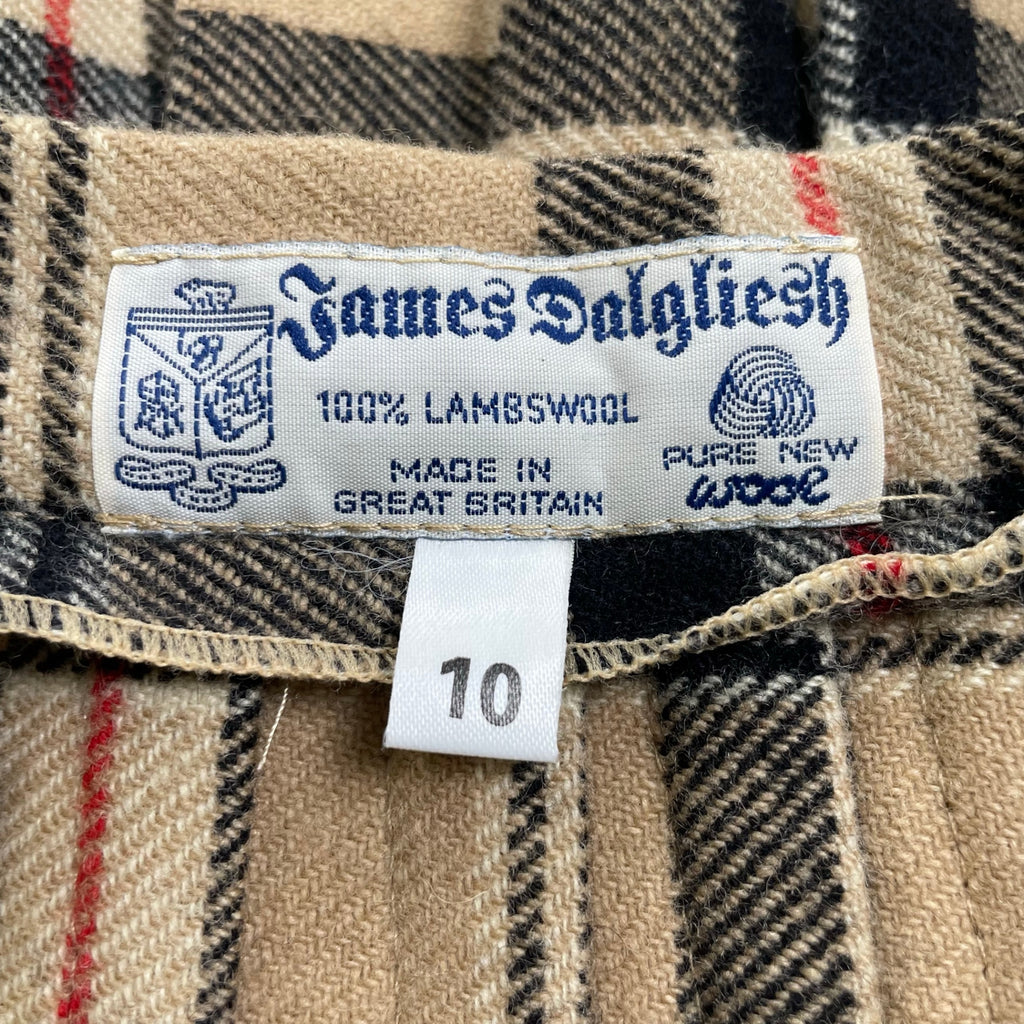 James Dalgliesh
100% LAMBSWOOL
MADE IN
GREAT BRITAIN
PURE NEW
WOOL
10